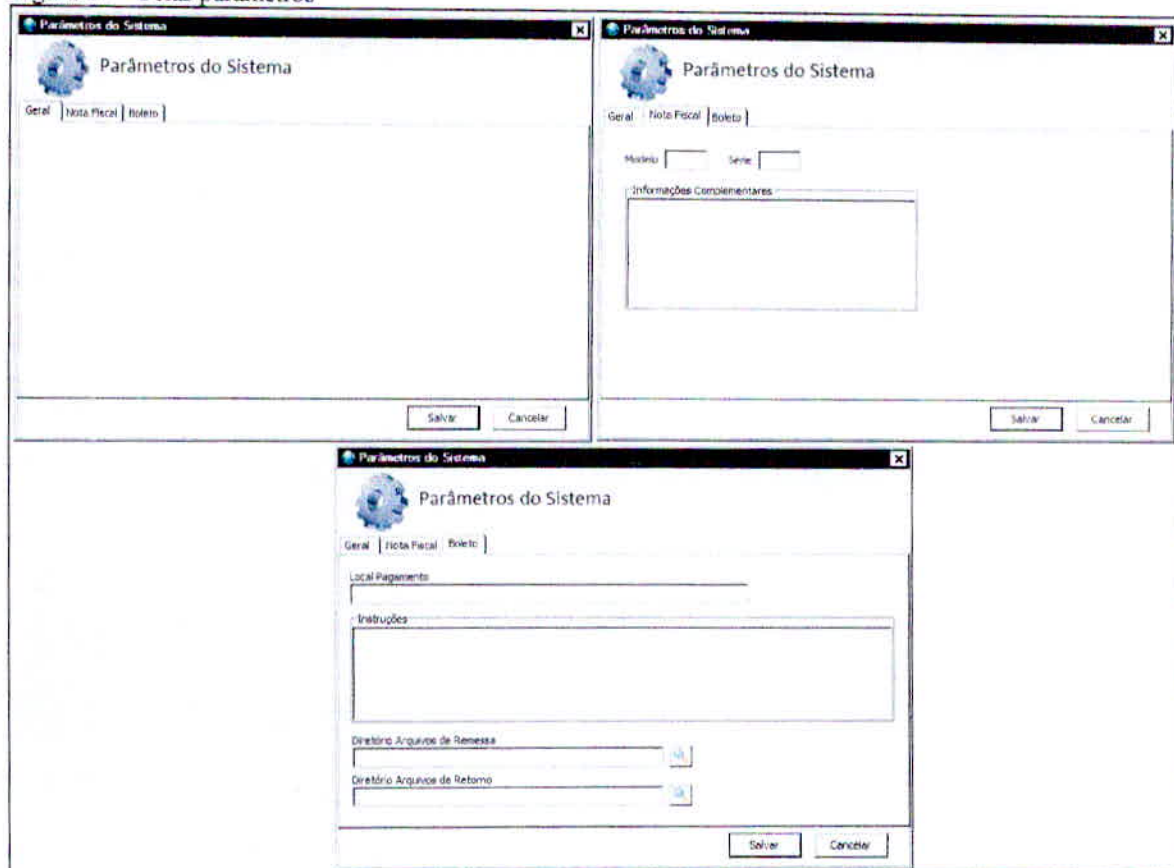 parâmetros
Parâmetros do Sistema
Parâmetros do Sistema
Geral Nota Fiscal Boleto
Salvar Cancelar
Parâmetros do Sistema
Parâmetros do Sistema
Geral Nota Fiscal Boleto
Modelo Série
Informações Complementares
Salvar Cancelar
Parâmetros do Sistema
Parâmetros do Sistema
Geral Nota Fiscal Boleto
Local Pagamento
Instruções
Diretório Arquivos de Remessa
Diretório Arquivos de Retorno
Salvar Cancelar